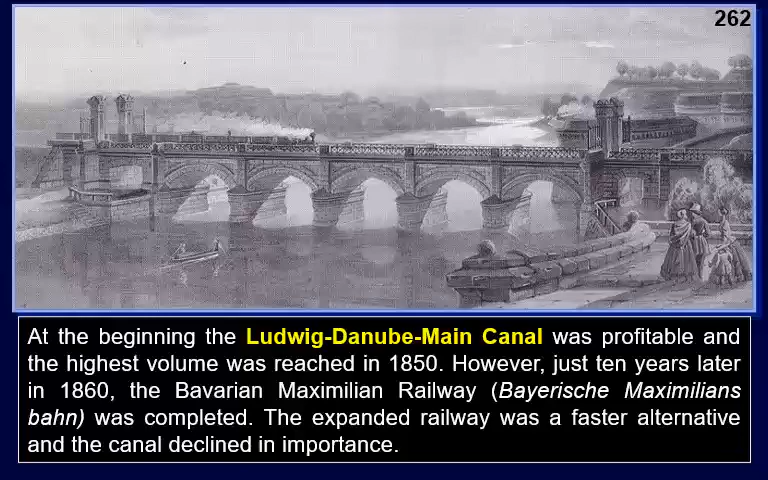 262
At the beginning the Ludwig-Danube-Main Canal was profitable and
the highest volume was reached in 1850. However, just ten years later
in 1860, the Bavarian Maximilian Railway (Bayerische Maximilians
bahn) was completed. The expanded railway was a faster alternative
and the canal declined in importance.